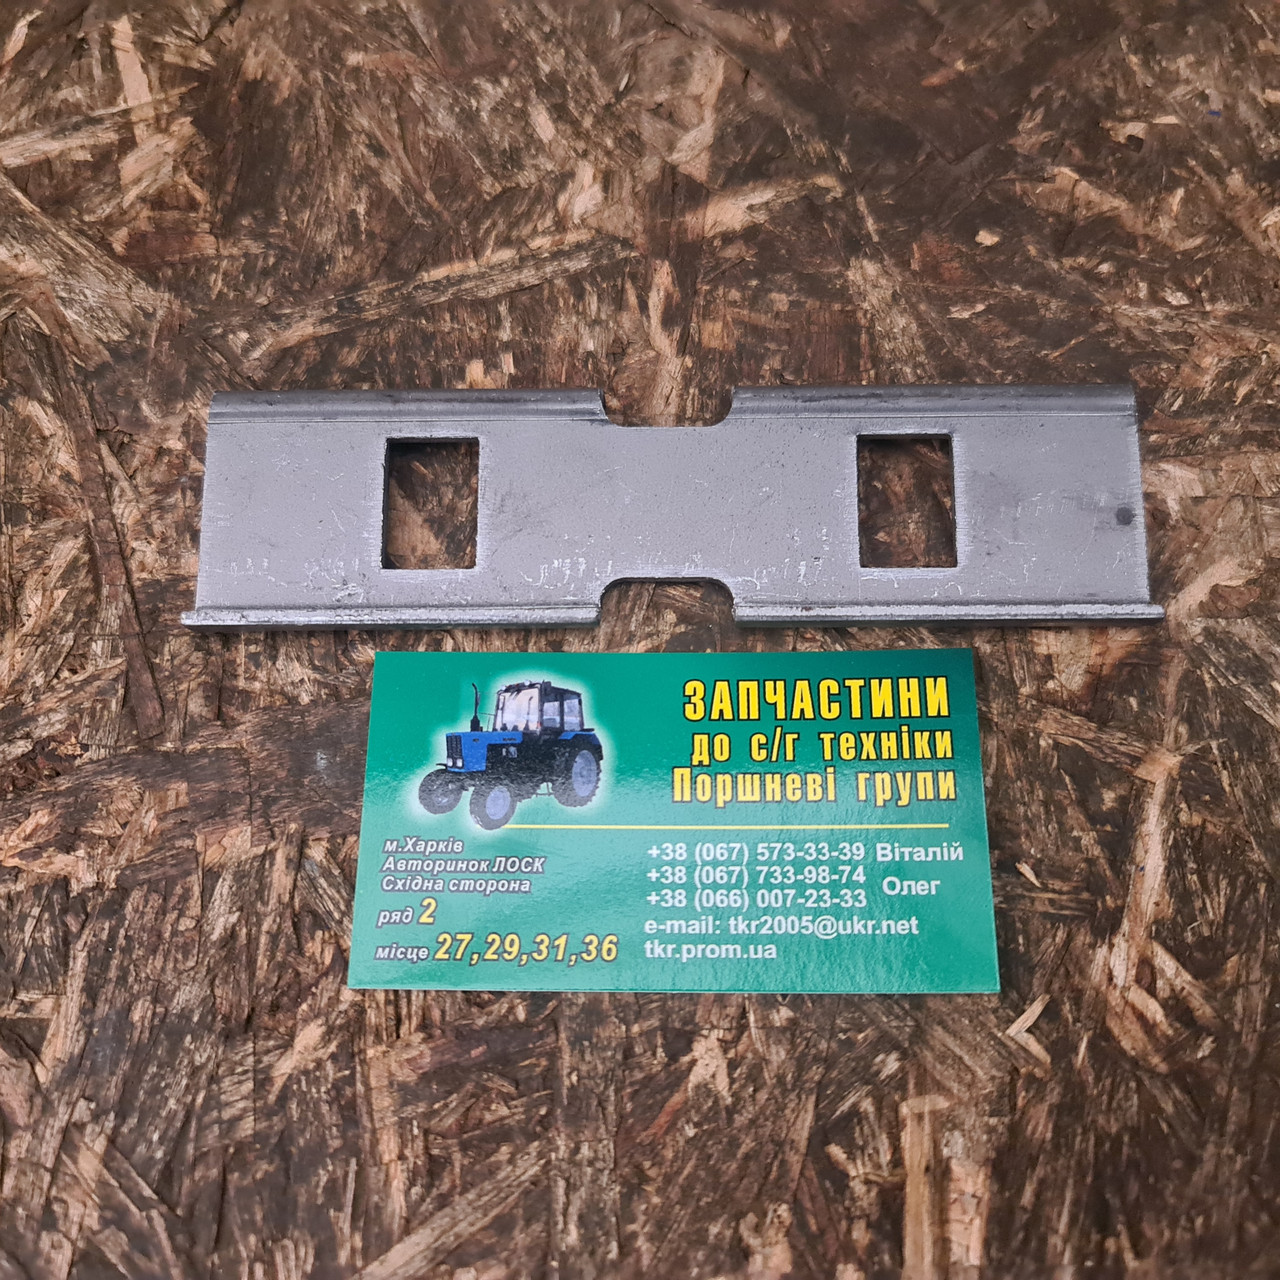 ЗАПЧАСТИНИ
до с/г техніки
Поршневі групи
м.Харків
Авторинок ЛОСК
Східна сторона
ряд 2
місце 27,29,31,36
+38 (067) 573-33-39 Віталій
+38 (067) 733-98-74
+38 (066) 007-23-33 Олег
e-mail: tkr2005@ukr.net
tkr.prom.ua